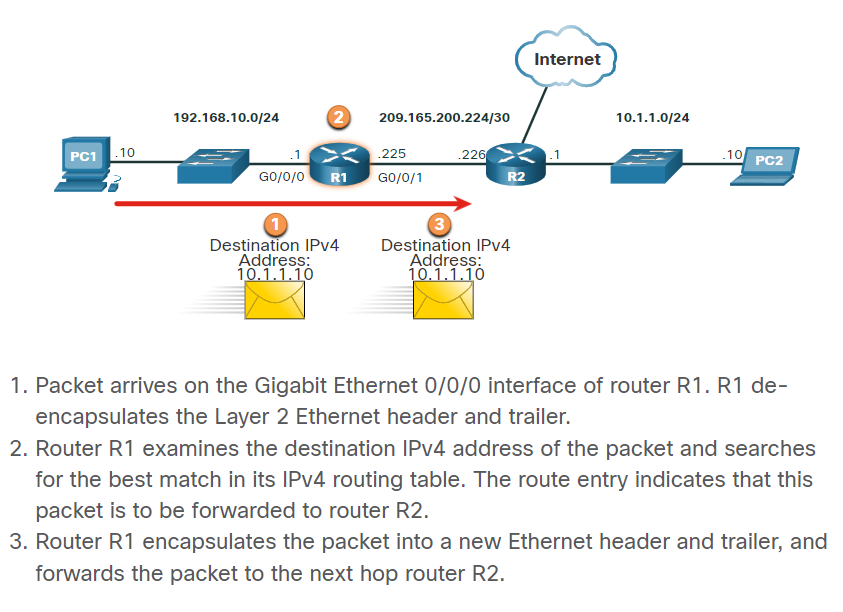 Internet
192.168.10.0/24
2
209.165.200.224/30
10.1.1.0/24
PC1
.10
.1
R1
.225
.226
R2
.1
.10
PC2
G0/0/0
G0/0/1
1
3
Destination IPv4
Address:
10.1.1.10
Destination IPv4
Address:
10.1.1.10
1. Packet arrives on the Gigabit Ethernet 0/0/0 interface of router R1. R1 de-
encapsulates the Layer 2 Ethernet header and trailer.
2. Router R1 examines the destination IPv4 address of the packet and searches
for the best match in its IPv4 routing table. The route entry indicates that this
packet is to be forwarded to router R2.
3. Router R1 encapsulates the packet into a new Ethernet header and trailer, and
forwards the packet to the next hop router R2.